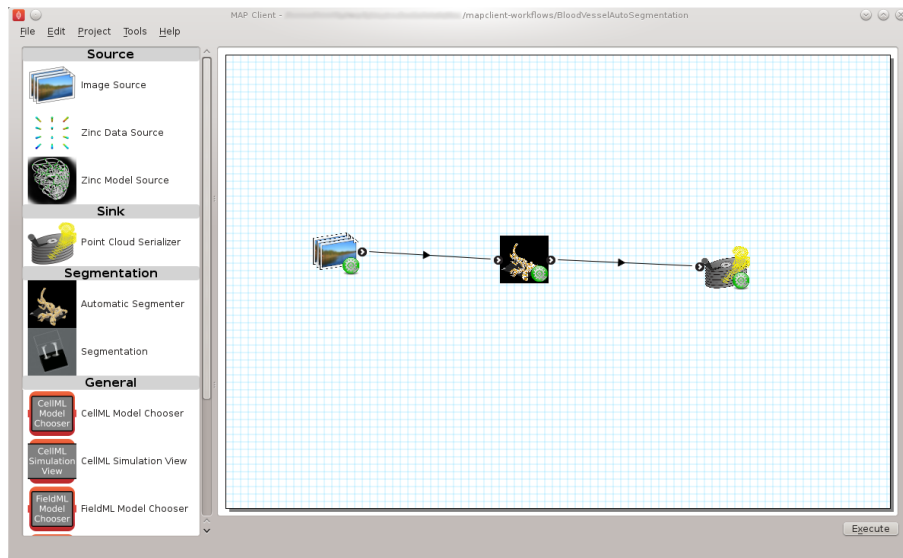 MAP Client - /mapclient-workflows/BloodVesselAutoSegmentation
File Edit Project Tools Help
Source
Image Source
Zinc Data Source
Zinc Model Source
Sink
Point Cloud Serializer
Segmentation
Automatic Segmenter
Segmentation
General
CellML
Model
Chooser
CellML Model Chooser
CellML
Simulation
View
CellML Simulation View
FieldML
Model
Chooser
FieldML Model Chooser
Execute